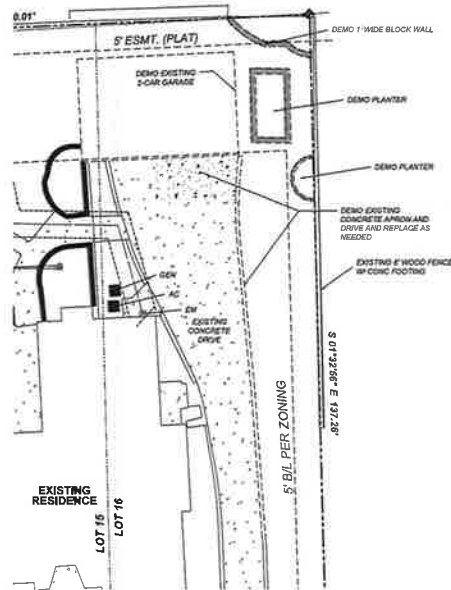 0.01"
5' ESMT. (PLAT)
DEMO 1' WIDE BLOCK WALL
DEMO EXISTING
2-CAR GARAGE
DEMO PLANTER
DEMO PLANTER
DEMO EXISTING
CONCRETE APRON AND
DRIVE AND REPLACE AS
NEEDED
EXISTING 6' WOOD FENCE
W/ CONC FOOTING
GEN
AC
EM
EXISTING
CONCRETE
DRIVE
S 01°32'56" E 137.26'
5' B/L PER ZONING
EXISTING
RESIDENCE
LOT 15
LOT 16